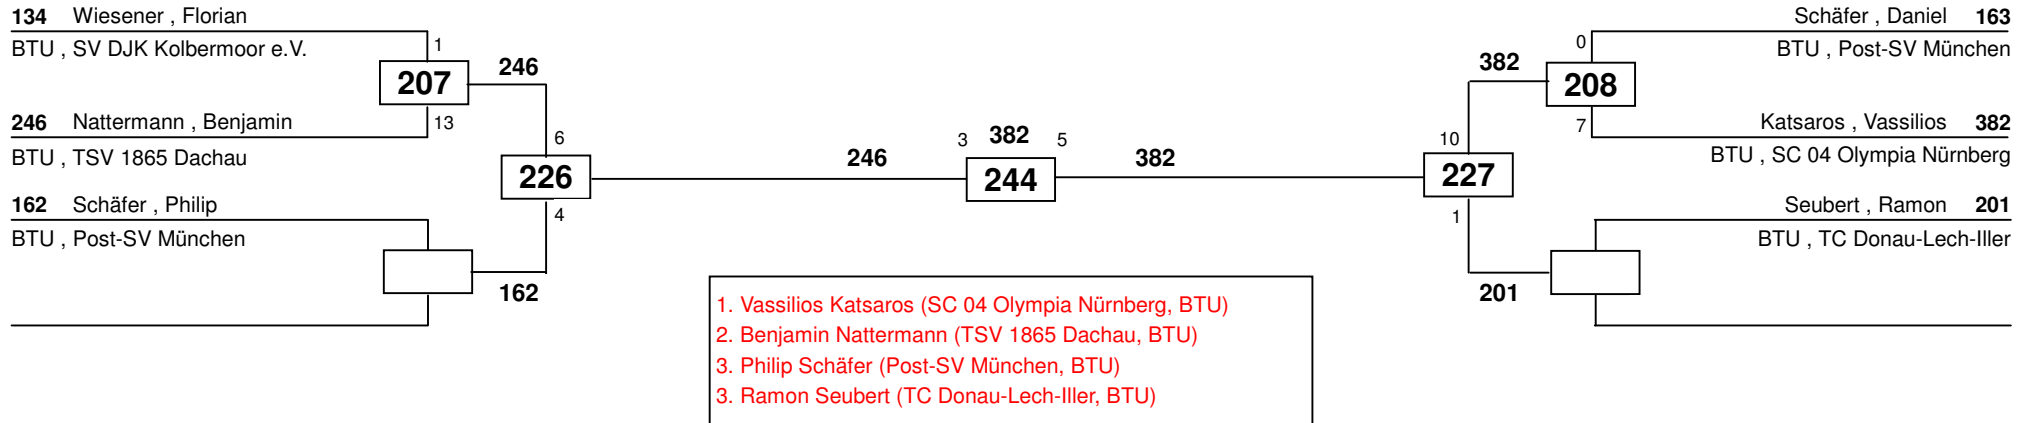 134 Wiesener , Florian
BTU , SV DJK Kolbermoor e.V.
1
207
246
13
246 Nattermann , Benjamin
BTU , TSV 1865 Dachau
6
226
4
162 Schäfer , Philip
BTU , Post-SV München
162
246
3 382 5
244
382
Schäfer , Daniel 163
BTU , Post-SV München
0
382
208
7
Katsaros , Vassilios 382
BTU , SC 04 Olympia Nürnberg
10
227
1
Seubert , Ramon 201
BTU , TC Donau-Lech-Iller
201
1. Vassilios Katsaros (SC 04 Olympia Nürnberg, BTU)
2. Benjamin Nattermann (TSV 1865 Dachau, BTU)
3. Philip Schäfer (Post-SV München, BTU)
3. Ramon Seubert (TC Donau-Lech-Iller, BTU)